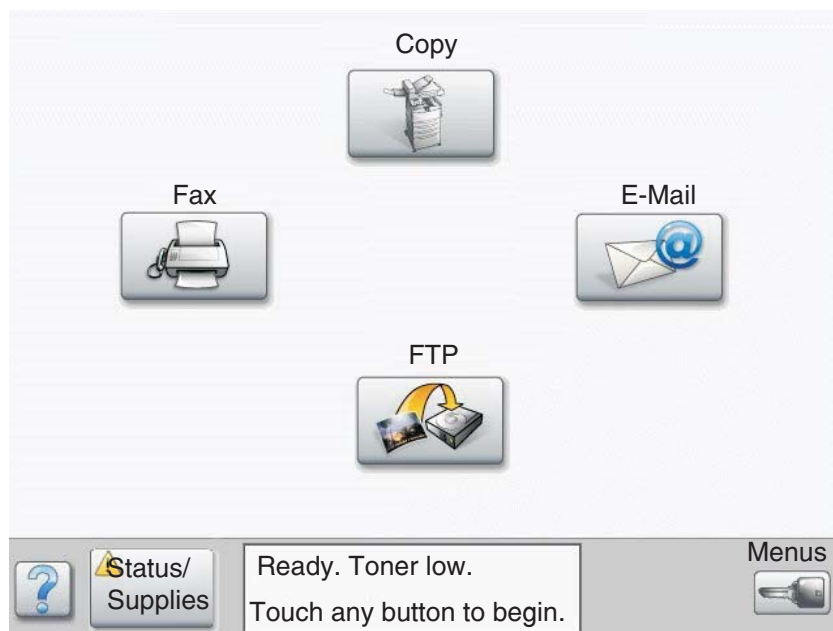 Copy
Fax
E-Mail
FTP
Status/
Supplies
Ready. Toner low.
Touch any button to begin.
Menus